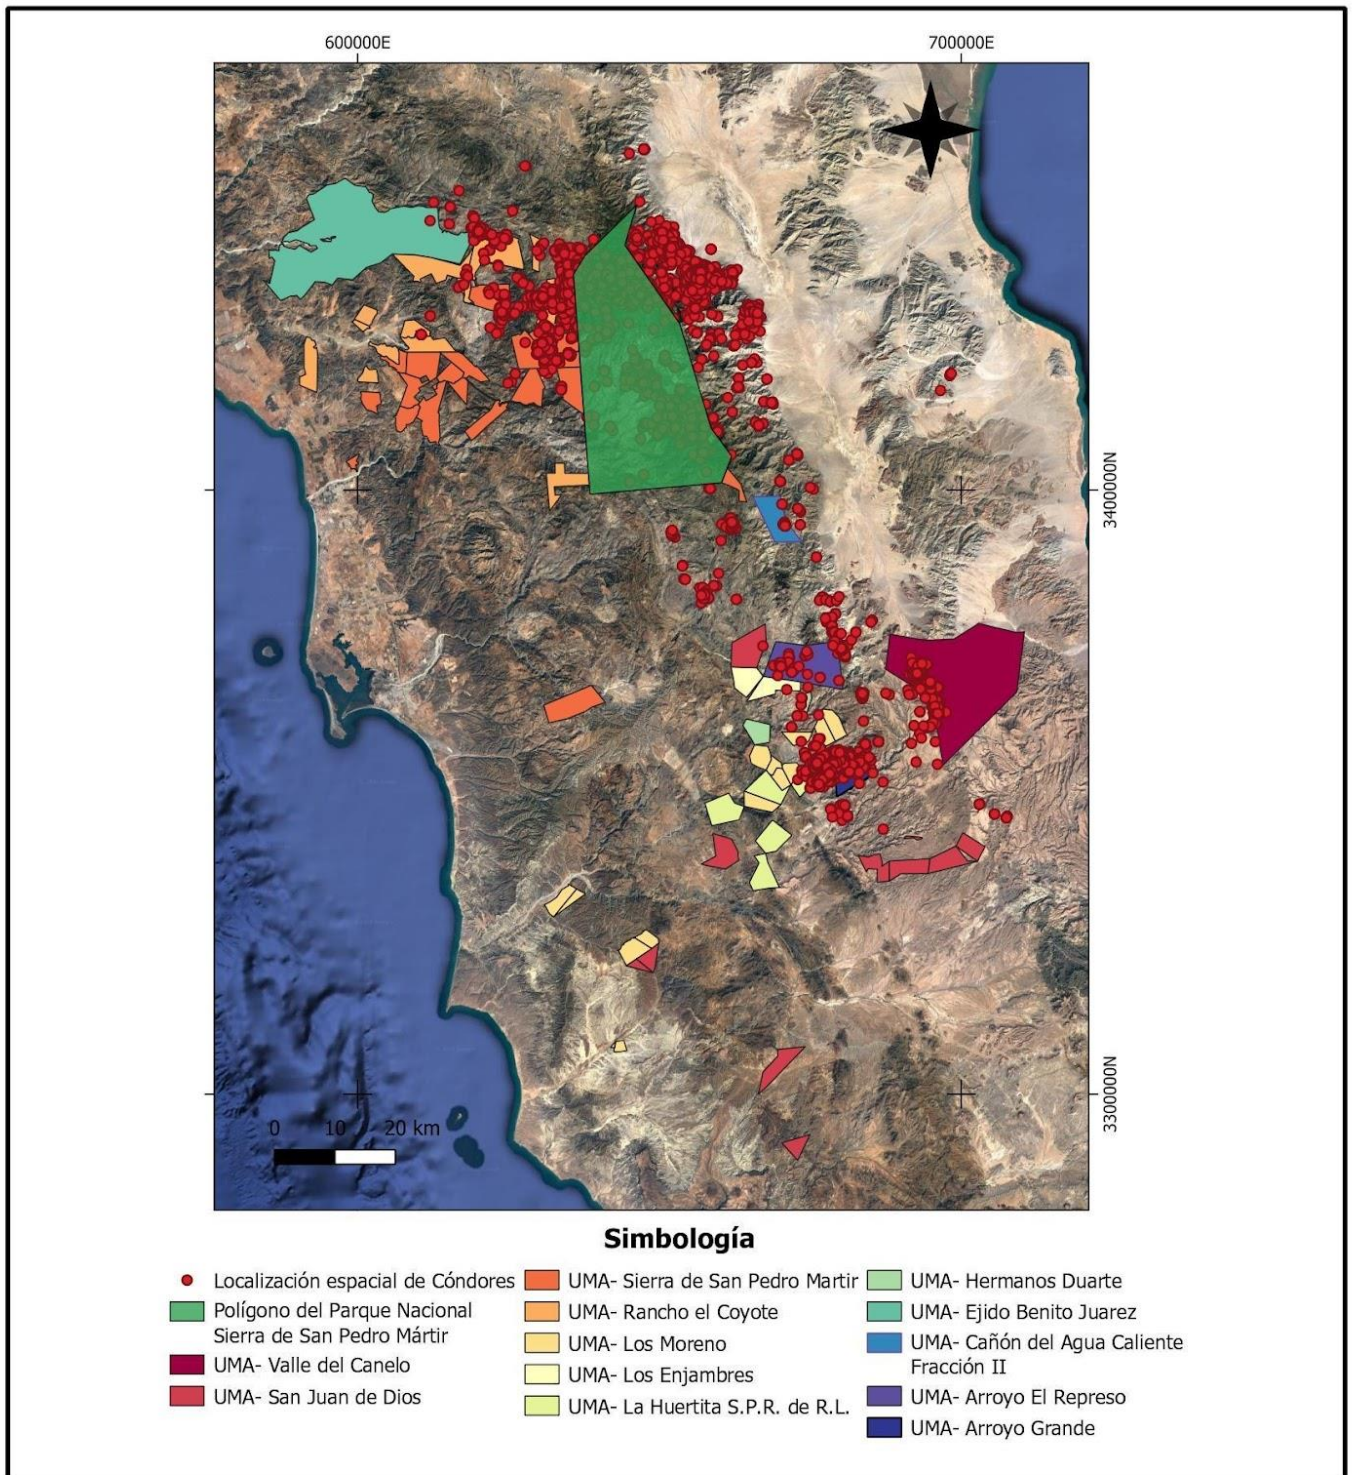 600000E
700000E
3400000N
3300000N
0 10 20 km
Simbología
Localización espacial de Cóndores
Polígono del Parque Nacional
Sierra de San Pedro Mártir
UMA- Valle del Canelo
UMA- San Juan de Dios
UMA- Sierra de San Pedro Martir
UMA- Rancho el Coyote
UMA- Los Moreno
UMA- Los Enjambres
UMA- La Huertita S.P.R. de R.L.
UMA- Hermanos Duarte
UMA- Ejido Benito Juarez
UMA- Cañón del Agua Caliente
Fracción II
UMA- Arroyo El Represo
UMA- Arroyo Grande